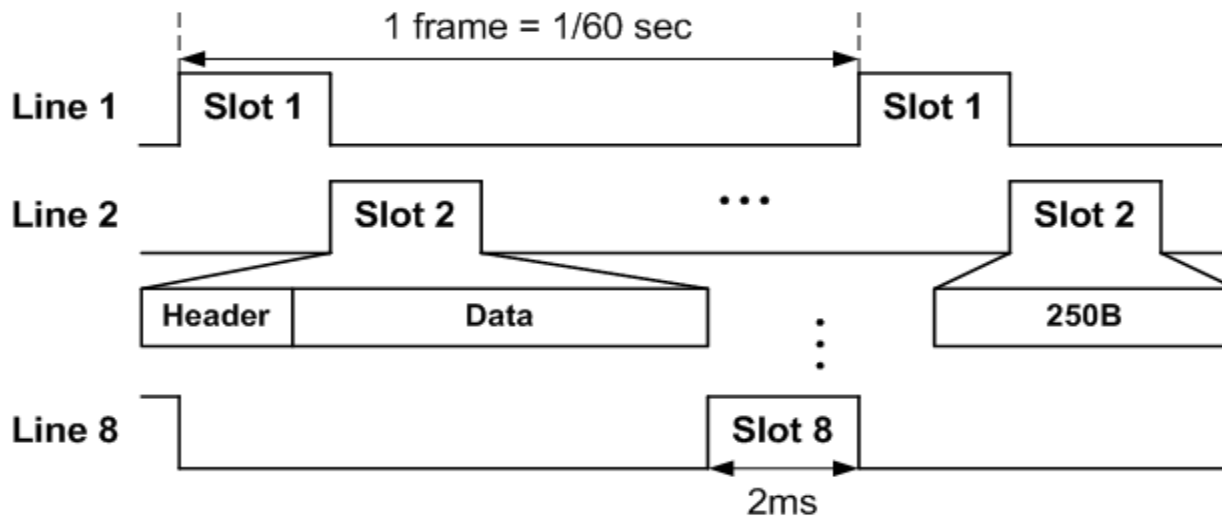 1 frame = 1/60 sec
Line 1 Slot 1 Slot 1
Line 2 Slot 2 ... Slot 2
Header Data 250B
Line 8 Slot 8
2ms